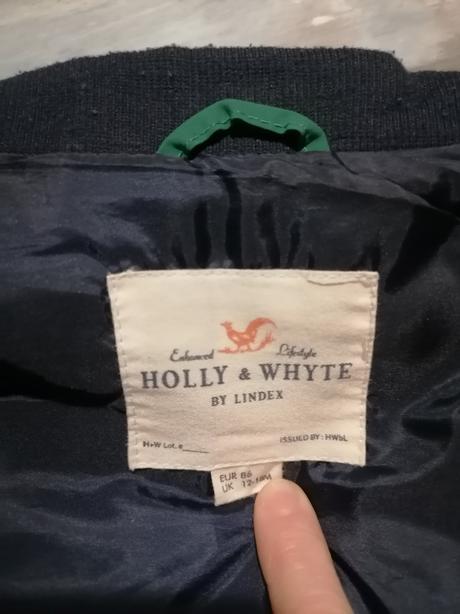 Enhanced Lifestyle
HOLLY & WHYTE
BY LINDEX
H+W Lot. ISSUED BY: HWbL
EUR 86
UK 12-18M